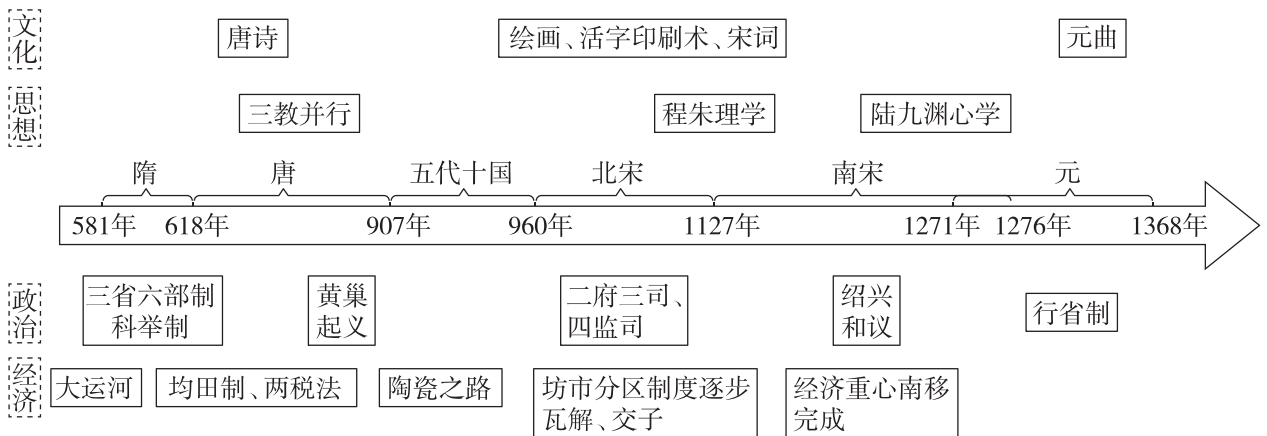 文化
唐诗
绘画、活字印刷术、宋词
元曲
思想
三教并行
程朱理学
陆九渊心学
隋
唐
五代十国
北宋
南宋
元
581年
618年
907年
960年
1127年
1271年
1276年
1368年
政治
三省六部制
科举制
黄巢
起义
二府三司、
四监司
绍兴
和议
行省制
经济
大运河
均田制、两税法
陶瓷之路
坊市分区制度逐步
瓦解、交子
经济重心南移
完成